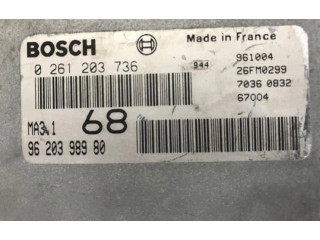 BOSCH Made in France
0 261 203 736 S44 961004
26FM0299
7036 0832
67004
MA3.1 68
96 203 989 80